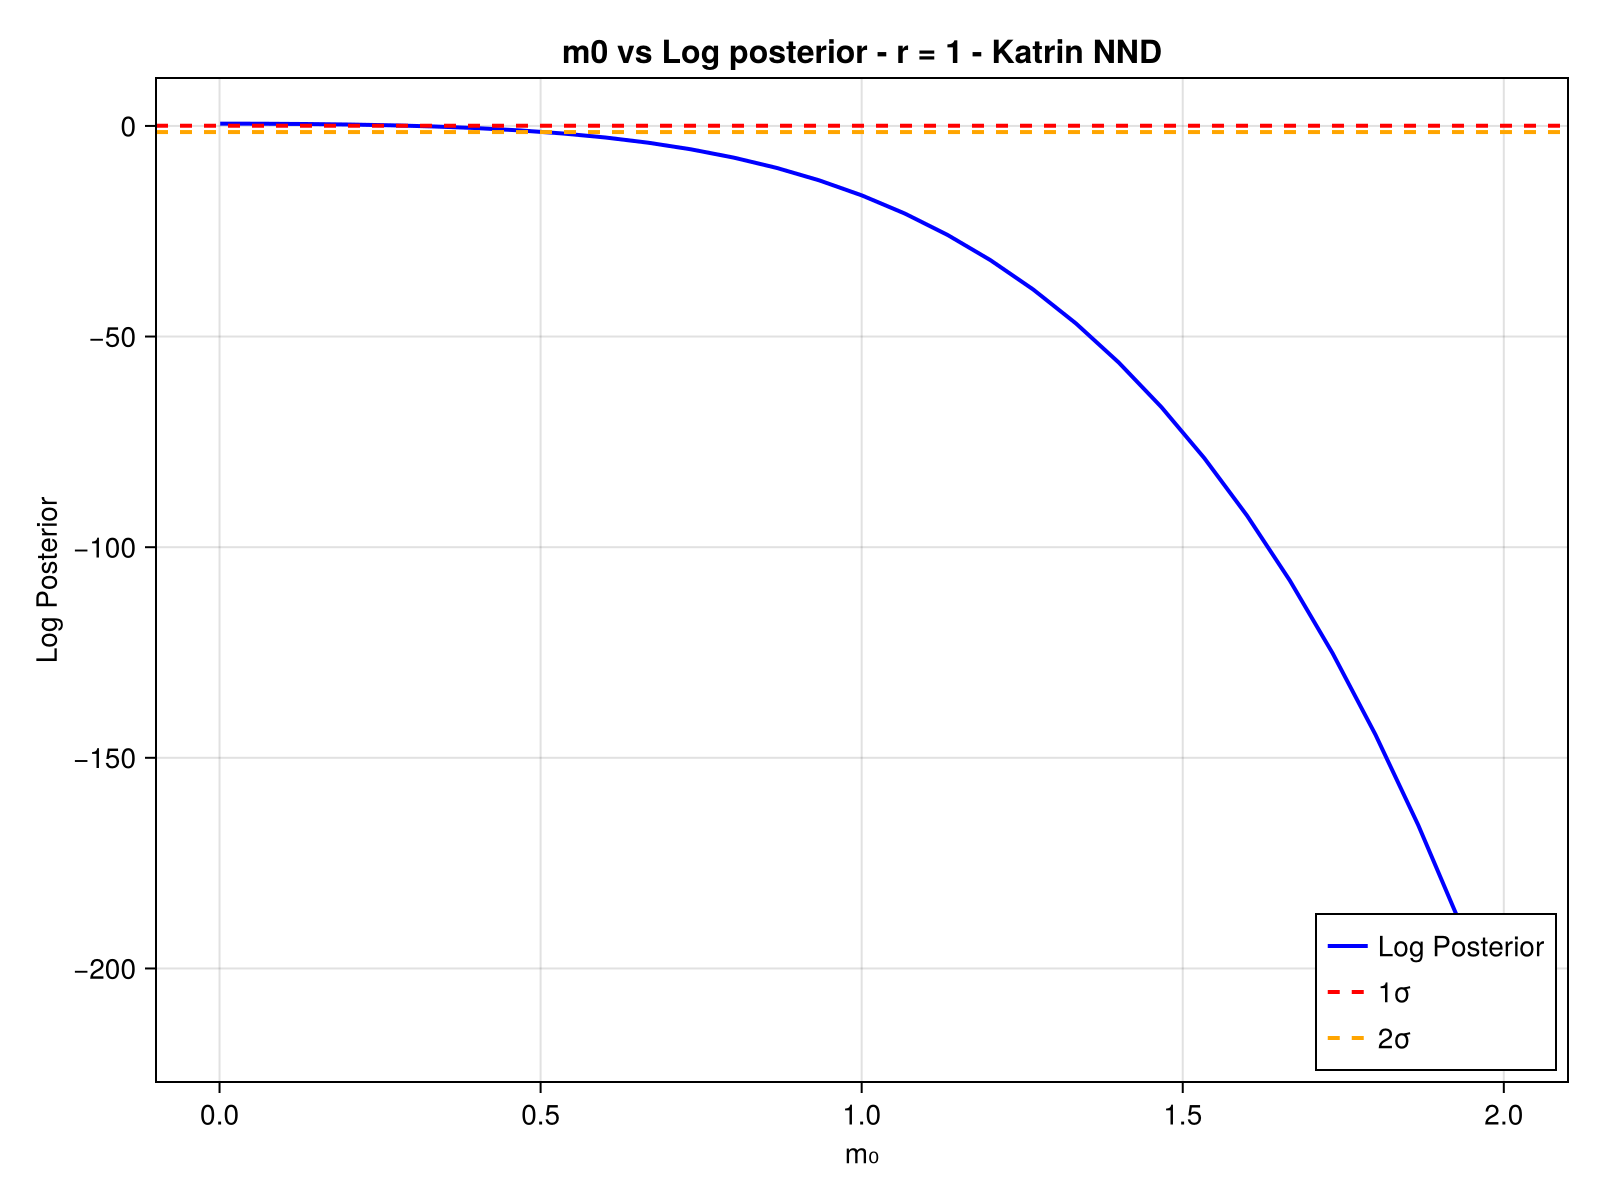 m0 vs Log posterior - r = 1 - Katrin NND
Log Posterior
0
−50
−100
−150
−200
0.0
0.5
1.0
1.5
2.0
m₀
Log Posterior
1σ
2σ